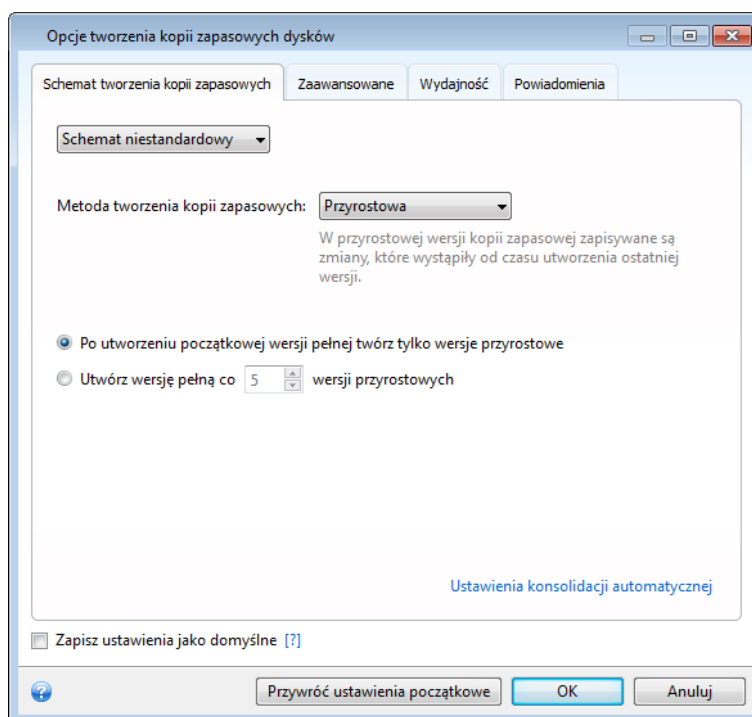 Opcje tworzenia kopii zapasowych dysków
Schemat tworzenia kopii zapasowych Zaawansowane Wydajność Powiadomienia
Schemat niestandardowy
Metoda tworzenia kopii zapasowych: Przyrostowa
W przyrostowej wersji kopii zapasowej zapisywane są
zmiany, które wystąpiły od czasu utworzenia ostatniej
wersji.
Po utworzeniu początkowej wersji pełnej twórz tylko wersje przyrostowe
Utwórz wersję pełną co 5 wersji przyrostowych
Ustawienia konsolidacji automatycznej
Zapisz ustawienia jako domyślne [?]
? Przywróć ustawienia początkowe OK Anuluj